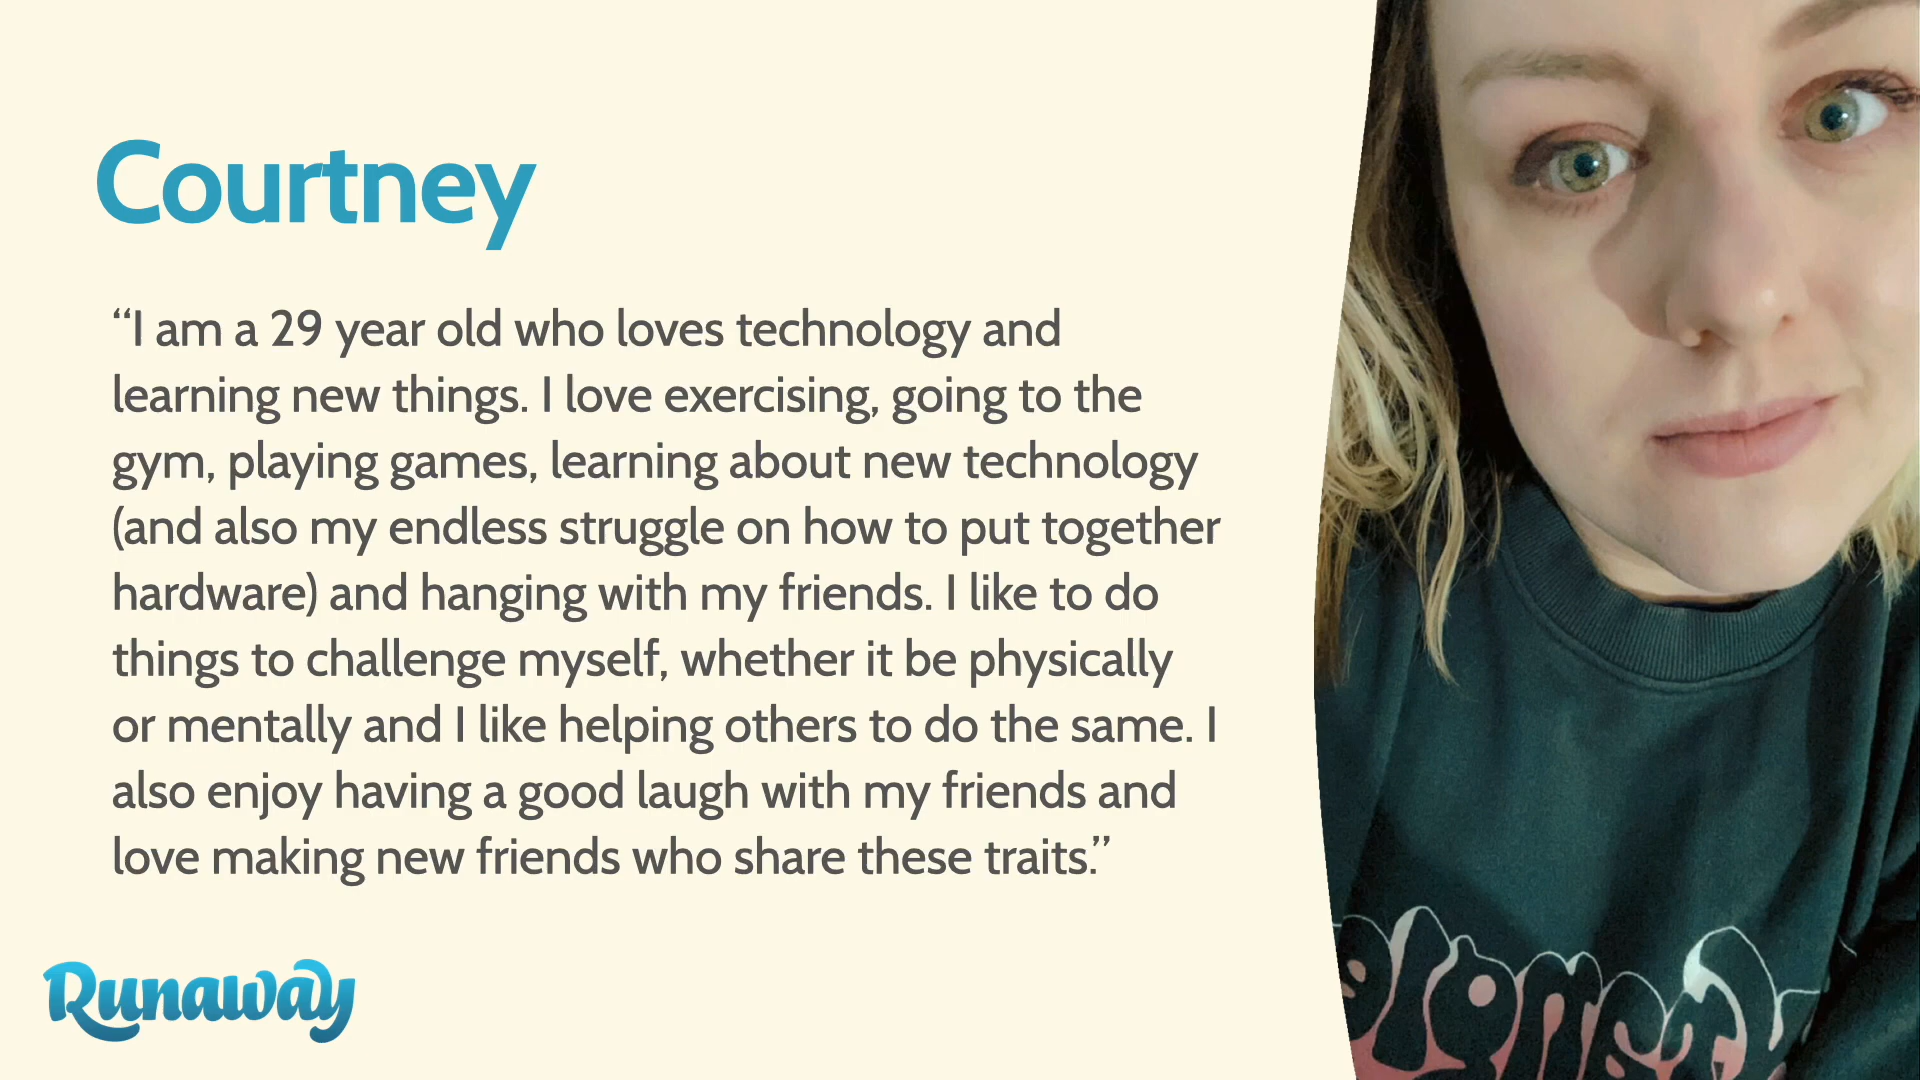 Courtney
“I am a 29 year old who loves technology and
learning new things. I love exercising, going to the
gym, playing games, learning about new technology
(and also my endless struggle on how to put together
hardware) and hanging with my friends. I like to do
things to challenge myself, whether it be physically
or mentally and I like helping others to do the same. I
also enjoy having a good laugh with my friends and
love making new friends who share these traits.”
Runaway